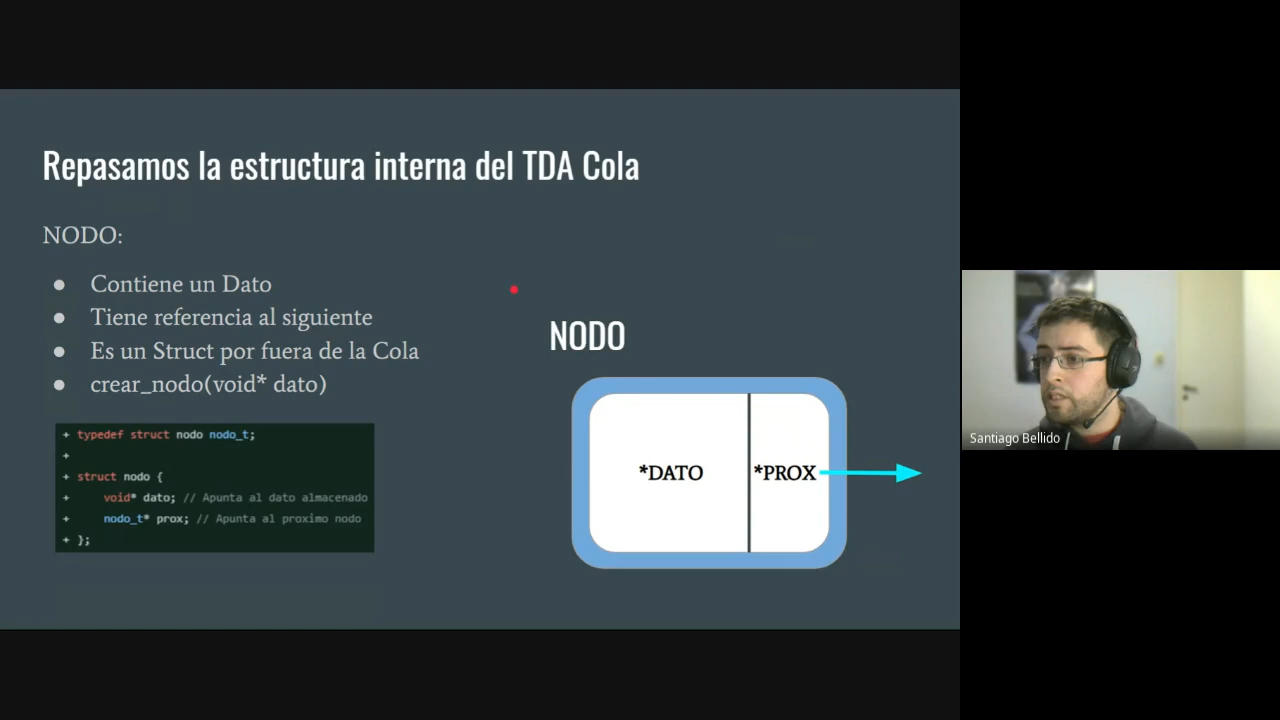 Repasamos la estructura interna del TDA Cola
NODO:
● Contiene un Dato
● Tiene referencia al siguiente
● Es un Struct por fuera de la Cola
● crear_nodo(void* dato)
+ typedef struct nodo nodo_t;
+
+ struct nodo {
+ void* dato; // Apunta al dato almacenado
+ nodo_t* prox; // Apunta al proximo nodo
+ };
NODO
*DATO
*PROX
Santiago Bellido